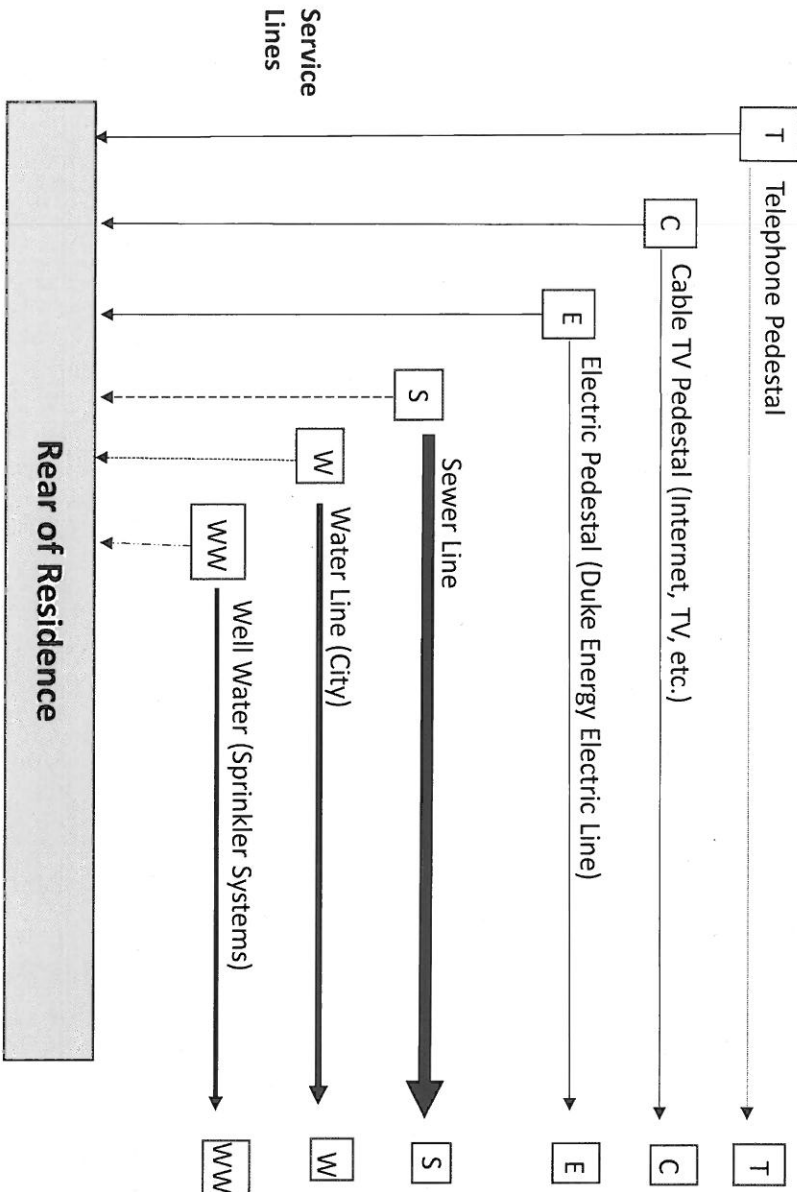 T
Telephone Pedestal
T
C
Cable TV Pedestal (Internet, TV, etc.)
C
E
Electric Pedestal (Duke Energy Electric Line)
E
S
Sewer Line
S
W
Water Line (City)
W
WW
Well Water (Sprinkler Systems)
WW
Service
Lines
Rear of Residence